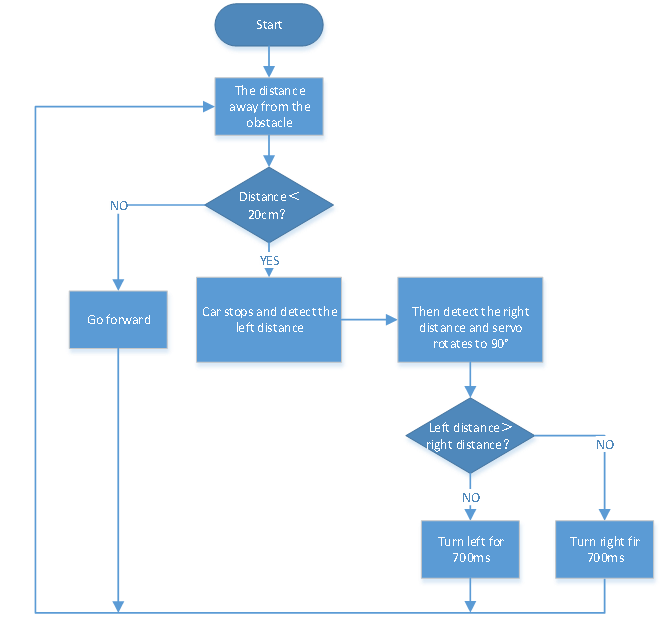 Start
The distance
away from the
obstacle
Distance＜
20cm？
NO
YES
Go forward
Car stops and detect the
left distance
Then detect the right
distance and servo
rotates to 90°
Left distance＞
right distance？
NO
NO
Turn left for
700ms
Turn right fir
700ms